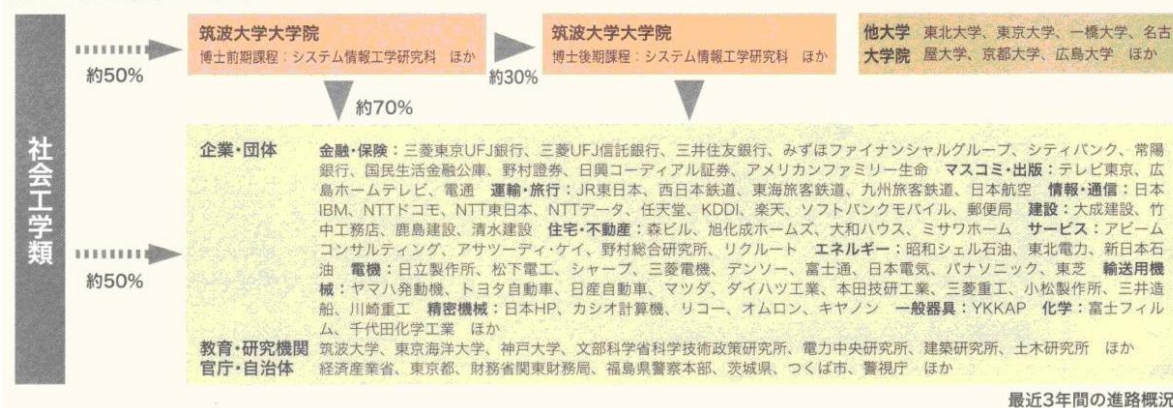 筑波大学大学院
博士前期課程：システム情報工学研究科　ほか
筑波大学大学院
博士後期課程：システム情報工学研究科　ほか
他大学　東北大学、東京大学、一橋大学、名古
大学院　屋大学、京都大学、広島大学　ほか
約50%
約30%
約70%
社会工学類
約50%
企業・団体　金融・保険：三菱東京UFJ銀行、三菱UFJ信託銀行、三井住友銀行、みずほファイナンシャルグループ、シティバンク、常陽
銀行、国民生活金融公庫、野村證券、日興コーディアル証券、アメリカンファミリー生命　マスコミ・出版：テレビ東京、広
島ホームテレビ、電通　運輸・旅行：JR東日本、西日本鉄道、東海旅客鉄道、九州旅客鉄道、日本航空　情報・通信：日本
IBM、NTTドコモ、NTT東日本、NTTデータ、任天堂、KDDI、楽天、ソフトバンクモバイル、郵便局　建設：大成建設、竹
中工務店、鹿島建設、清水建設　住宅・不動産：森ビル、旭化成ホームズ、大和ハウス、ミサワホーム　サービス：アビーム
コンサルティング、アサツーディ・ケイ、野村総合研究所、リクルート　エネルギー：昭和シェル石油、東北電力、新日本石
油　電機：日立製作所、松下電工、シャープ、三菱電機、デンソー、富士通、日本電気、パナソニック、東芝　輸送用機
械：ヤマハ発動機、トヨタ自動車、日産自動車、マツダ、ダイハツ工業、本田技研工業、三菱重工、小松製作所、三井造
船、川崎重工　精密機械：日本HP、カシオ計算機、リコー、オムロン、キヤノン　一般器具：YKKAP　化学：富士フィル
ム、千代田化学工業　ほか
教育・研究機関　筑波大学、東京海洋大学、神戸大学、文部科学省科学技術政策研究所、電力中央研究所、建築研究所、土木研究所　ほか
官庁・自治体　経済産業省、東京都、財務省関東財務局、福島県警察本部、茨城県、つくば市、警視庁　ほか
最近3年間の進路概況